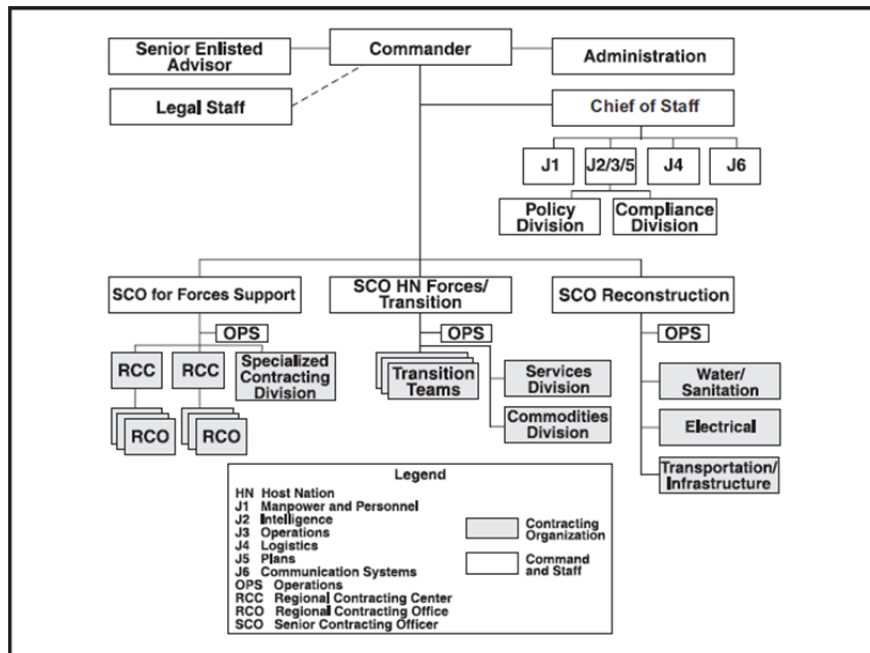 Commander
Senior Enlisted
Advisor
Administration
Legal Staff
Chief of Staff
J1
J2/3/5
J4
J6
Policy
Division
Compliance
Division
SCO for Forces Support
SCO HN Forces/
Transition
SCO Reconstruction
OPS
OPS
OPS
RCC
RCC
Specialized
Contracting
Division
Transition
Teams
Services
Division
Water/
Sanitation
RCO
RCO
Commodities
Division
Electrical
Transportation/
Infrastructure
Legend
HN Host Nation
J1 Manpower and Personnel
J2 Intelligence
J3 Operations
J4 Logistics
J5 Plans
J6 Communication Systems
OPS Operations
RCC Regional Contracting Center
RCO Regional Contracting Office
SCO Senior Contracting Officer
Contracting
Organization
Command
and Staff